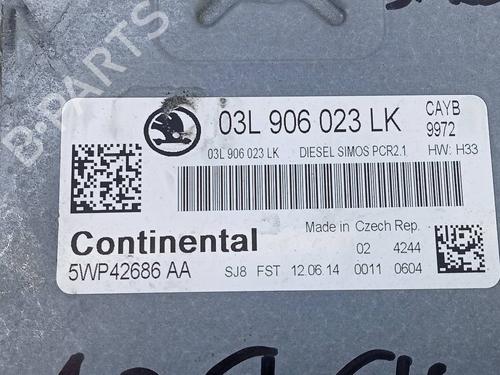 B-PARTS
03L 906 023 LK
CAYB
9972
03L 906 023 LK DIESEL SIMOS PCR2.1 HW: H33
Continental
Made in Czech Rep.
02 4244
5WP42686 AA SJ8 FST 12.06.14 0011 0604
B-PARTS